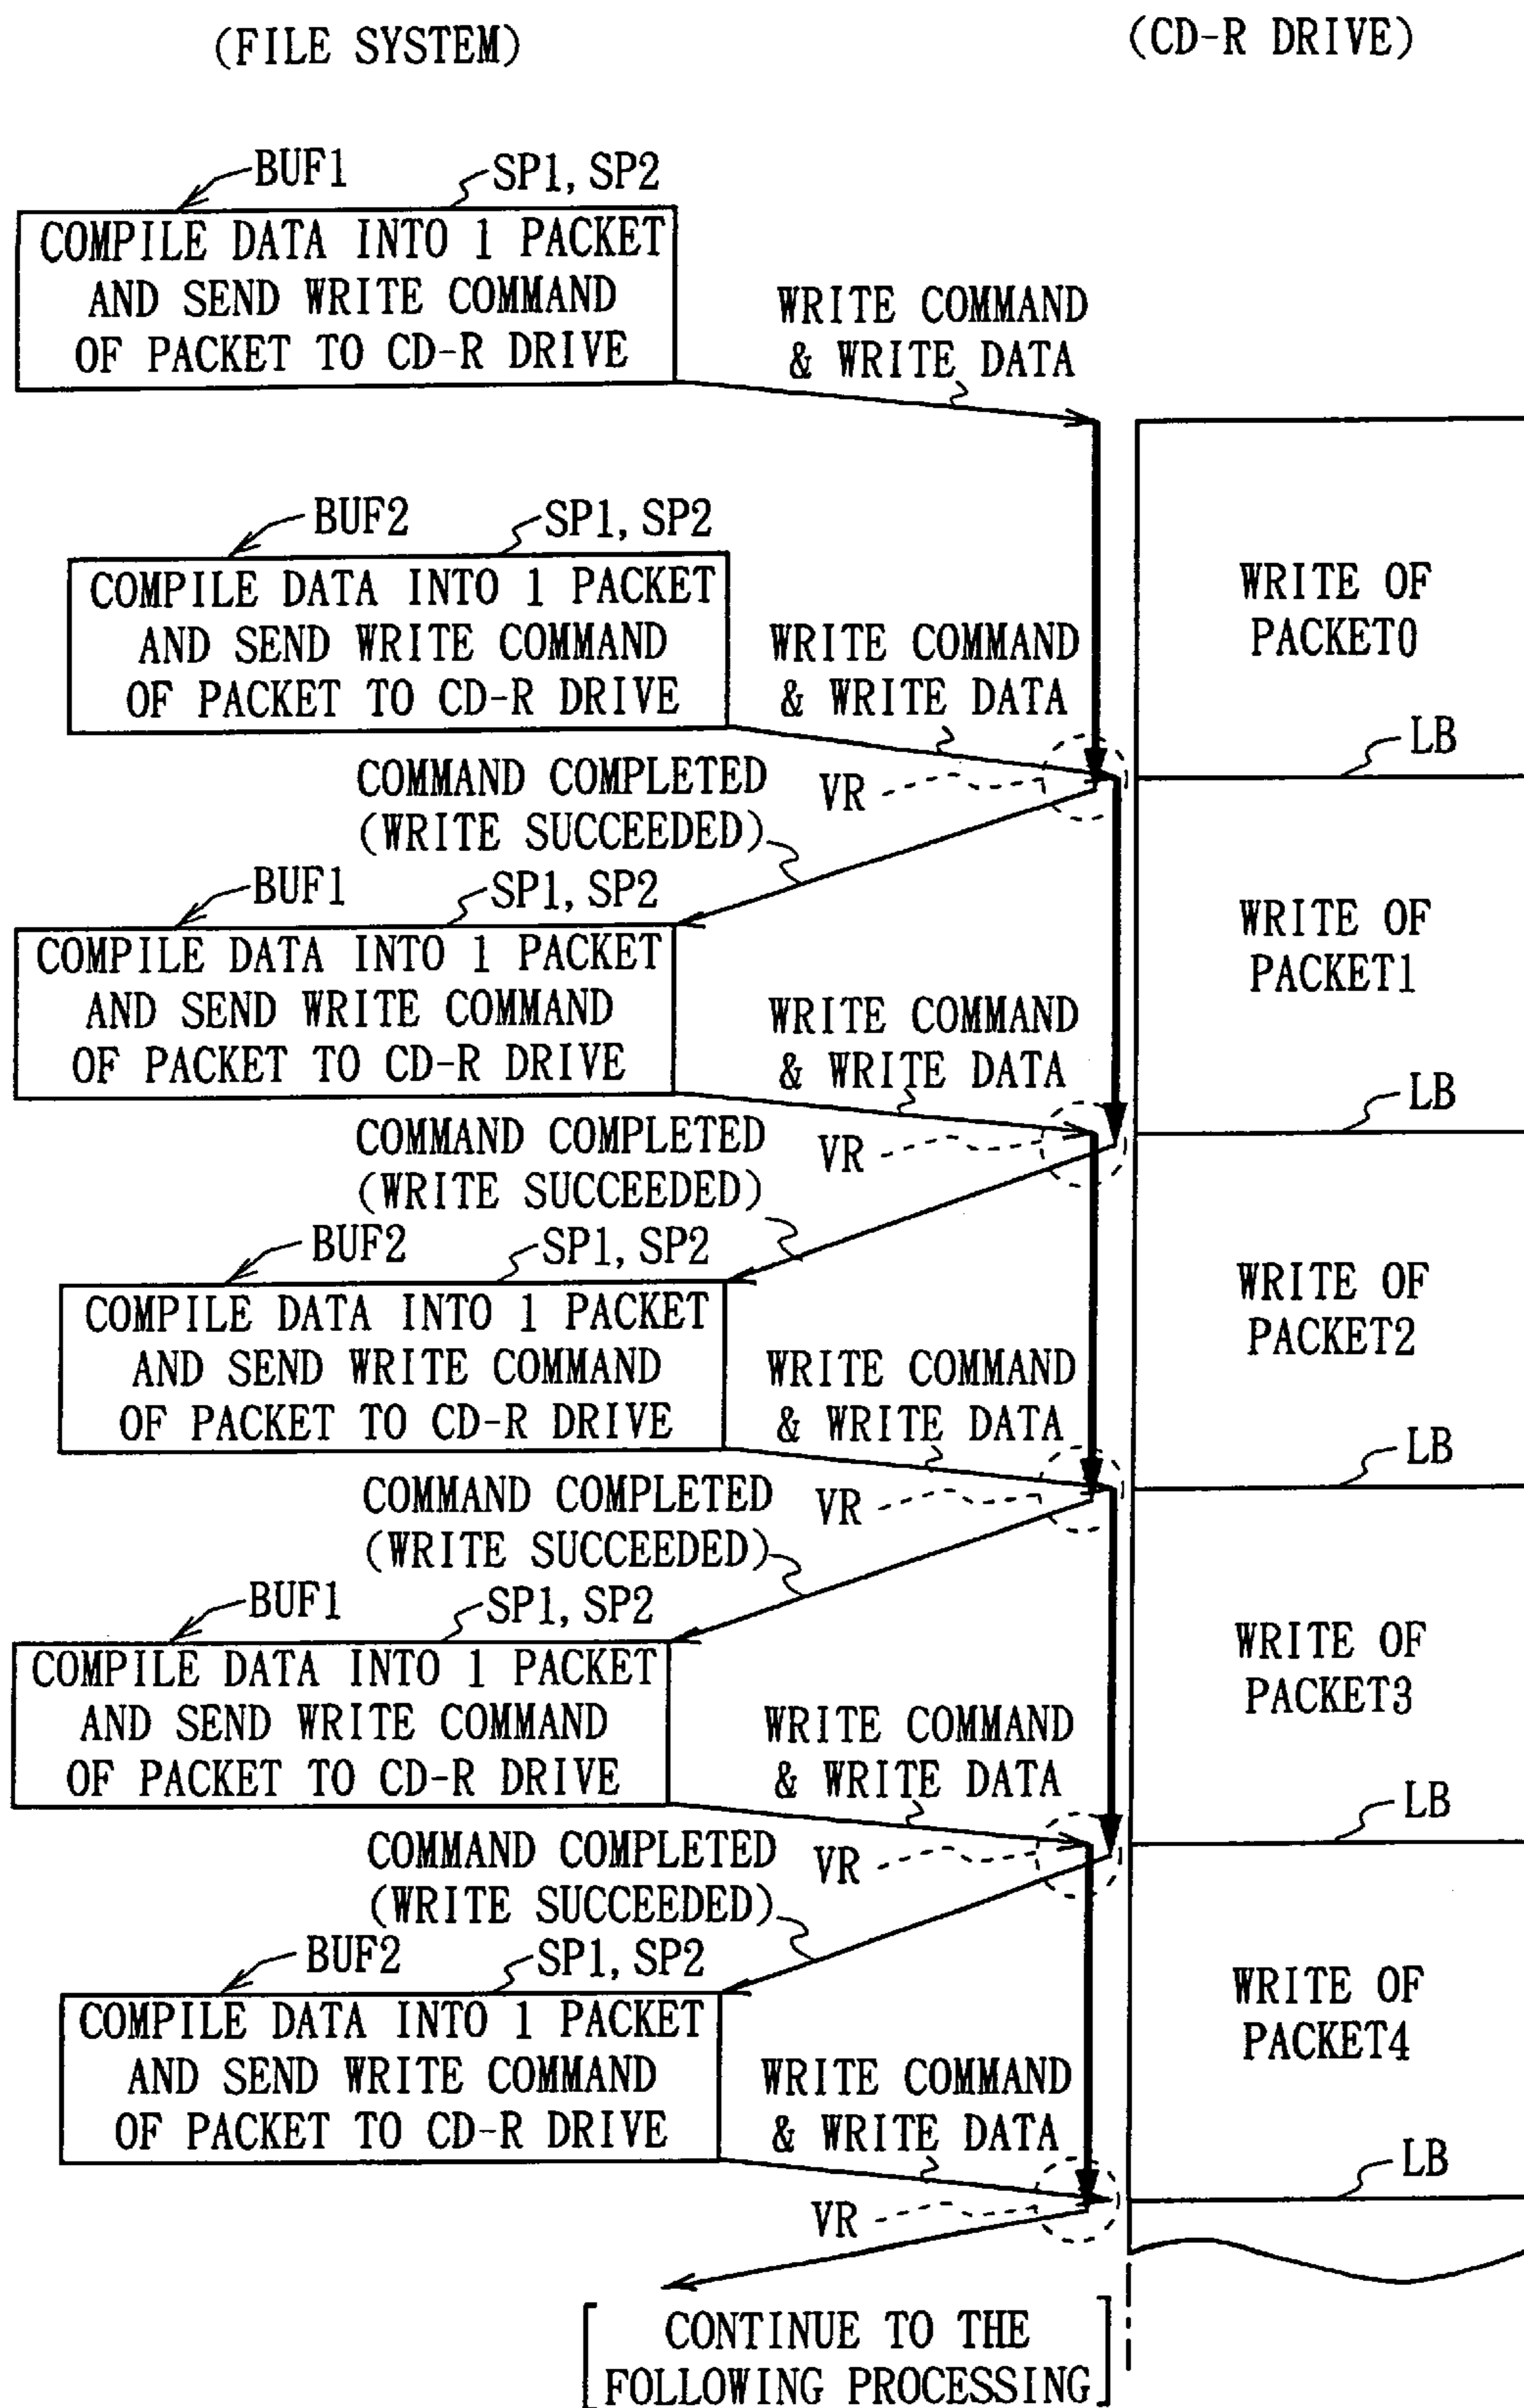 (FILE SYSTEM)
(CD-R DRIVE)
BUF1
SP1, SP2
COMPILE DATA INTO 1 PACKET
AND SEND WRITE COMMAND
OF PACKET TO CD-R DRIVE
WRITE COMMAND
& WRITE DATA
BUF2
SP1, SP2
COMPILE DATA INTO 1 PACKET
AND SEND WRITE COMMAND
OF PACKET TO CD-R DRIVE
WRITE COMMAND
& WRITE DATA
WRITE OF
PACKET0
LB
COMMAND COMPLETED
(WRITE SUCCEEDED)
VR
BUF1
SP1, SP2
COMPILE DATA INTO 1 PACKET
AND SEND WRITE COMMAND
OF PACKET TO CD-R DRIVE
WRITE COMMAND
& WRITE DATA
WRITE OF
PACKET1
LB
COMMAND COMPLETED
(WRITE SUCCEEDED)
VR
BUF2
SP1, SP2
COMPILE DATA INTO 1 PACKET
AND SEND WRITE COMMAND
OF PACKET TO CD-R DRIVE
WRITE COMMAND
& WRITE DATA
WRITE OF
PACKET2
LB
COMMAND COMPLETED
(WRITE SUCCEEDED)
VR
BUF1
SP1, SP2
COMPILE DATA INTO 1 PACKET
AND SEND WRITE COMMAND
OF PACKET TO CD-R DRIVE
WRITE COMMAND
& WRITE DATA
WRITE OF
PACKET3
LB
COMMAND COMPLETED
(WRITE SUCCEEDED)
VR
BUF2
SP1, SP2
COMPILE DATA INTO 1 PACKET
AND SEND WRITE COMMAND
OF PACKET TO CD-R DRIVE
WRITE COMMAND
& WRITE DATA
WRITE OF
PACKET4
LB
VR
[CONTINUE TO THE
FOLLOWING PROCESSING]